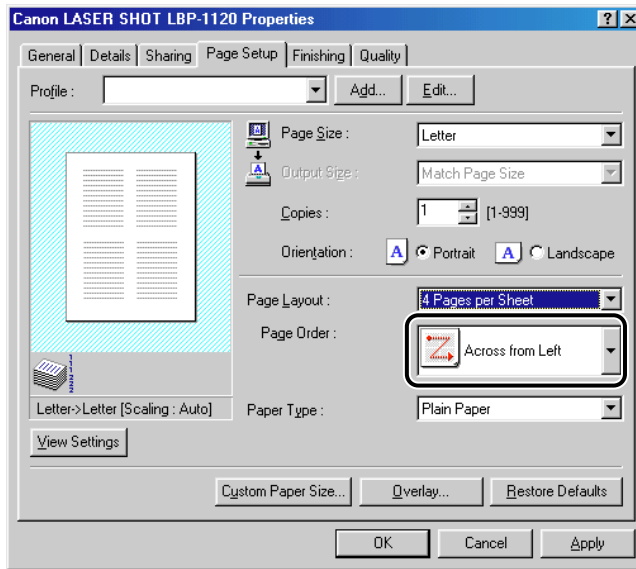 Canon LASER SHOT LBP-1120 Properties
General Details Sharing Page Setup Finishing Quality
Profile : Add... Edit...
Page Size : Letter
Output Size : Match Page Size
Copies : 1 [1-999]
Orientation : A Portrait A Landscape
Page Layout : 4 Pages per Sheet
Page Order : Across from Left
Letter->Letter [Scaling : Auto] Paper Type : Plain Paper
View Settings
Custom Paper Size... Overlay... Restore Defaults
OK Cancel Apply